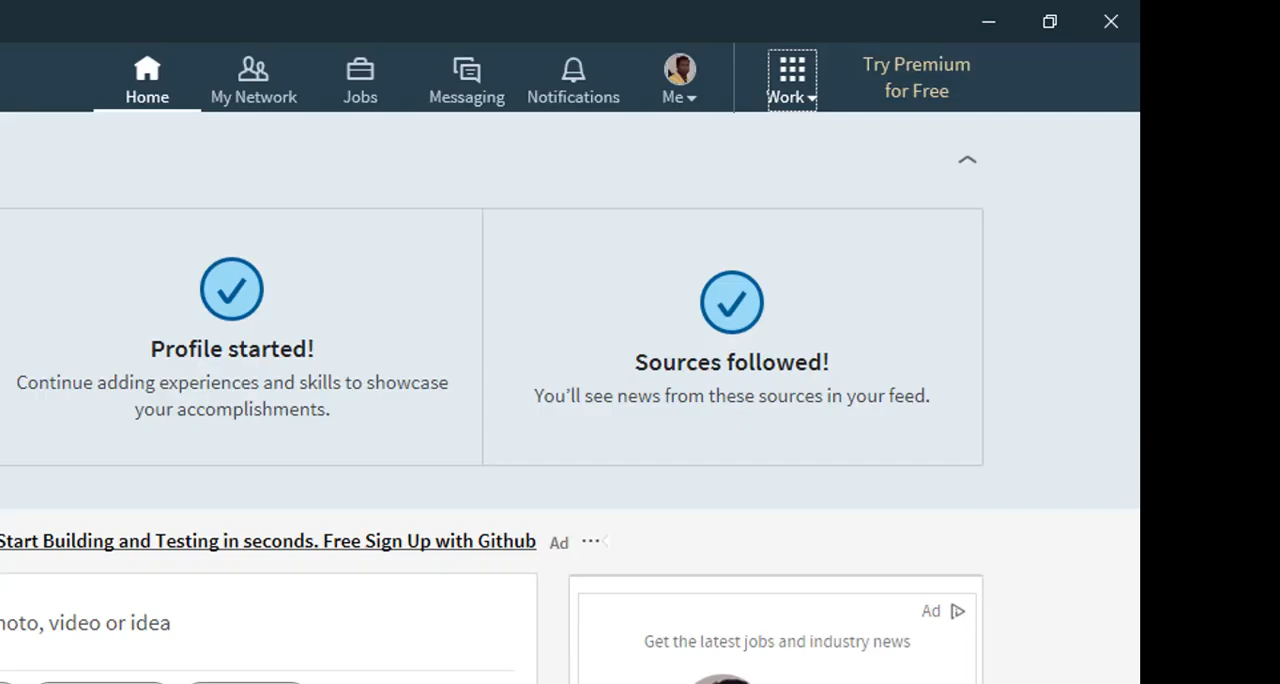 Home
My Network
Jobs
Messaging
Notifications
Me
Work
Try Premium
for Free
Profile started!
Continue adding experiences and skills to showcase
your accomplishments.
Sources followed!
You'll see news from these sources in your feed.
Start Building and Testing in seconds. Free Sign Up with Github
Ad
video or idea
Ad
Get the latest jobs and industry news